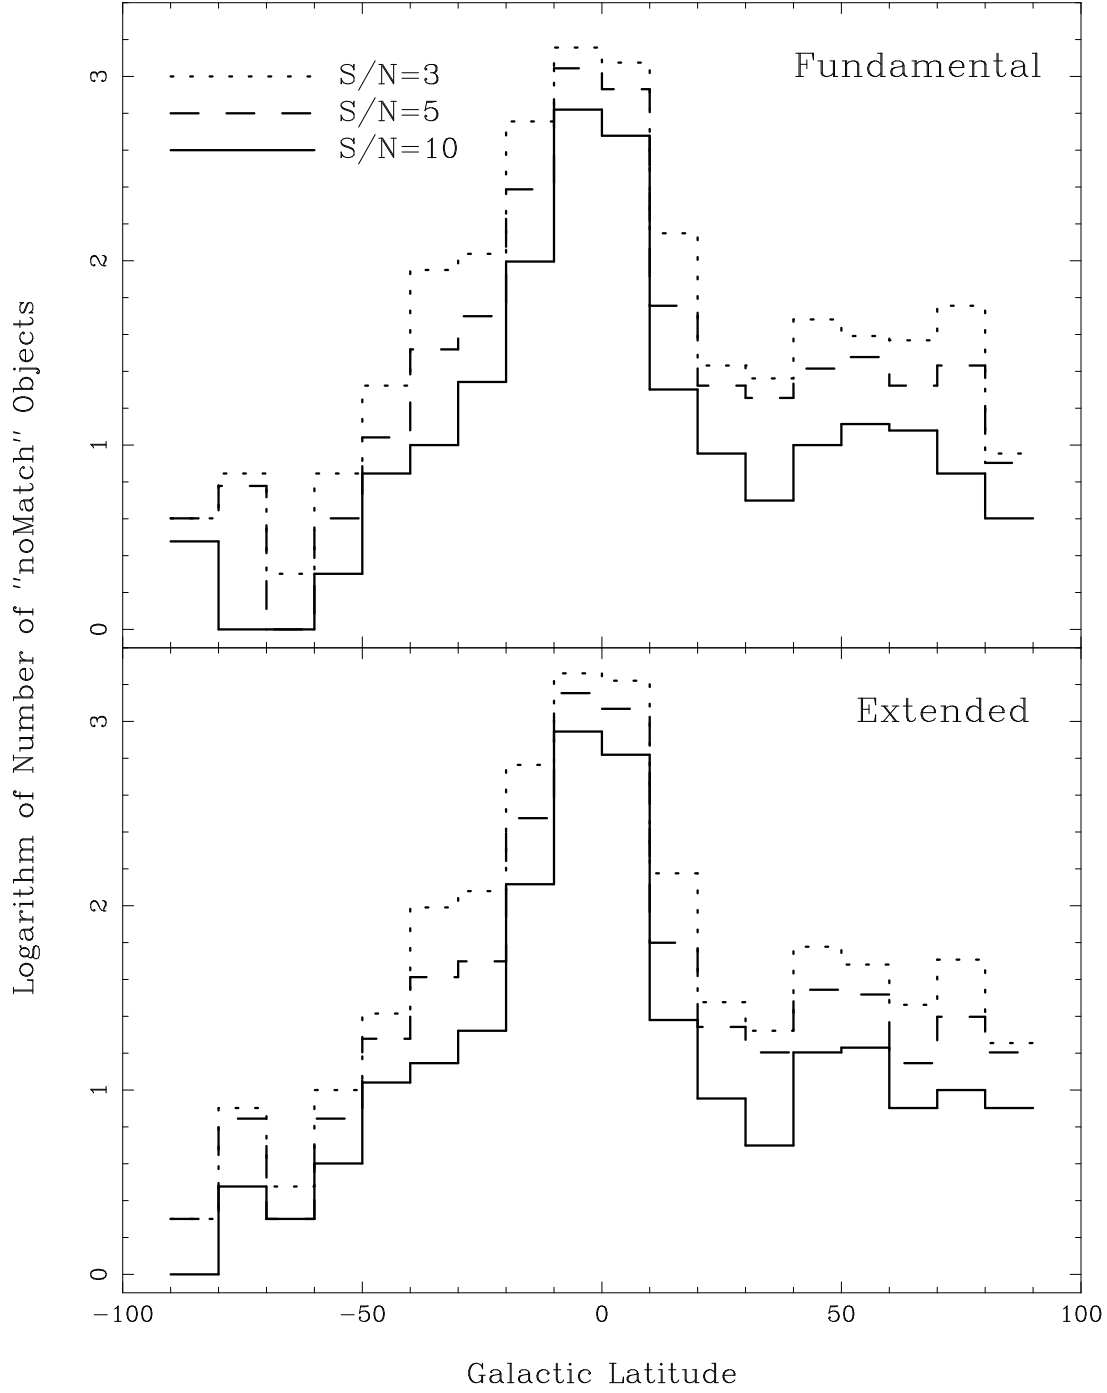 Fundamental
S/N=3
S/N=5
S/N=10
3
2
1
0
Logarithm of Number of "noMatch" Objects
Extended
3
2
1
0
−100 −50 0 50 100
Galactic Latitude